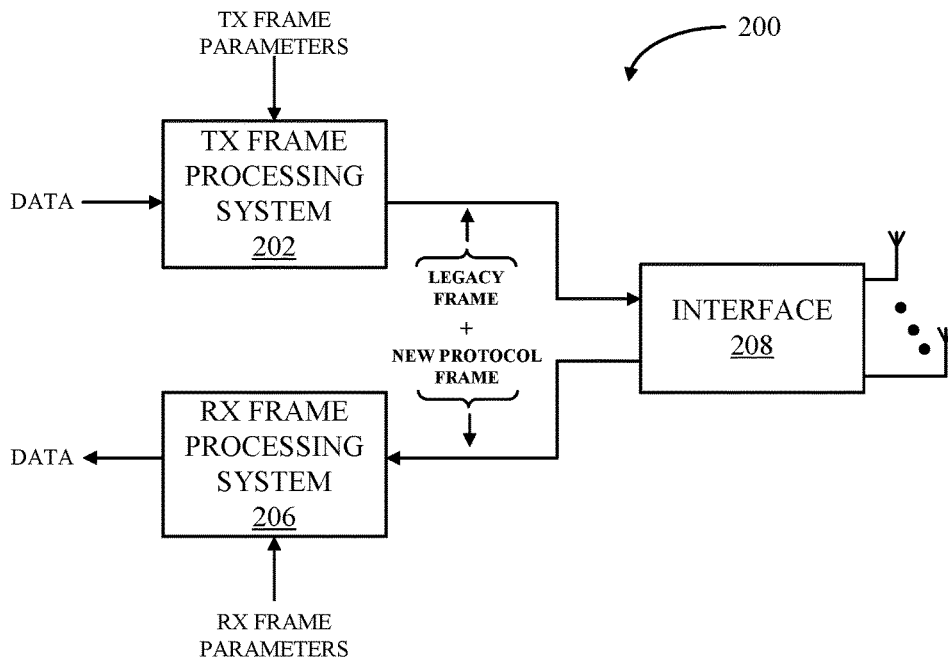 TX FRAME
PARAMETERS
200
TX FRAME
PROCESSING
SYSTEM
202
DATA
LEGACY
FRAME
+
NEW PROTOCOL
FRAME
INTERFACE
208
RX FRAME
PROCESSING
SYSTEM
206
DATA
RX FRAME
PARAMETERS